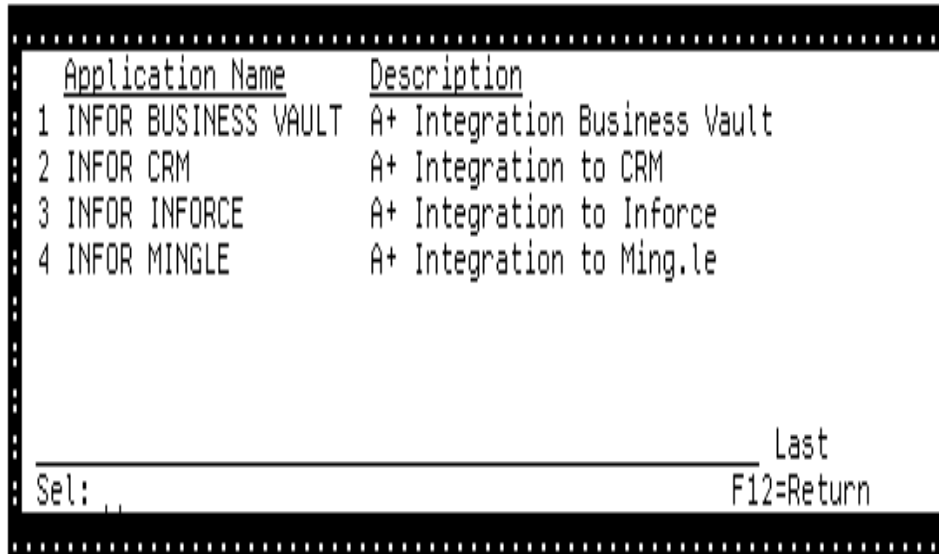 Application Name Description
1 INFOR BUSINESS VAULT A+ Integration Business Vault
2 INFOR CRM A+ Integration to CRM
3 INFOR INFORCE A+ Integration to Inforce
4 INFOR MINGLE A+ Integration to Ming.le
Last
Sel: F12=Return